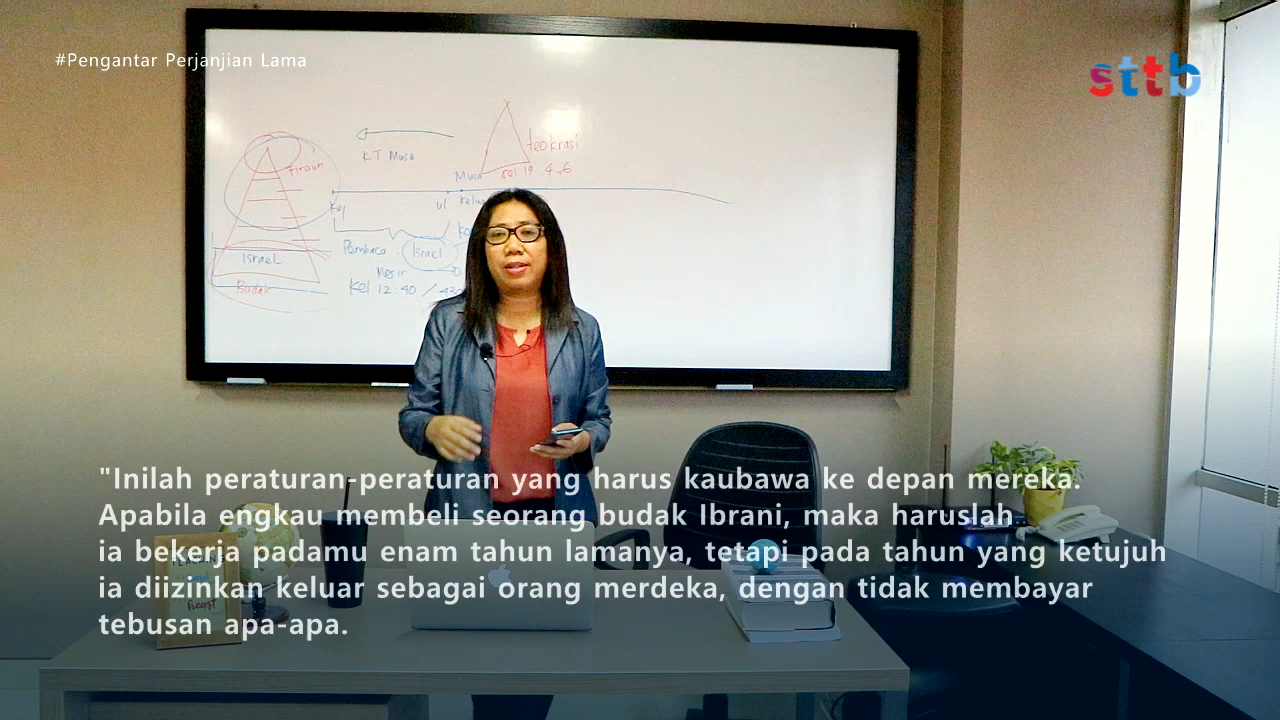 #Pengantar Perjanjian Lama
sttb
teokrasi
Kel 19 4-6
KT Musa
Firaun
Musa
Kej
Ul
Pembaca
Israel
Israel
Mesir
Kel 12:40 / 430
Budak
"Inilah peraturan-peraturan yang harus kaubawa ke depan mereka.
Apabila engkau membeli seorang budak Ibrani, maka haruslah
ia bekerja padamu enam tahun lamanya, tetapi pada tahun yang ketujuh
ia diizinkan keluar sebagai orang merdeka, dengan tidak membayar
tebusan apa-apa.